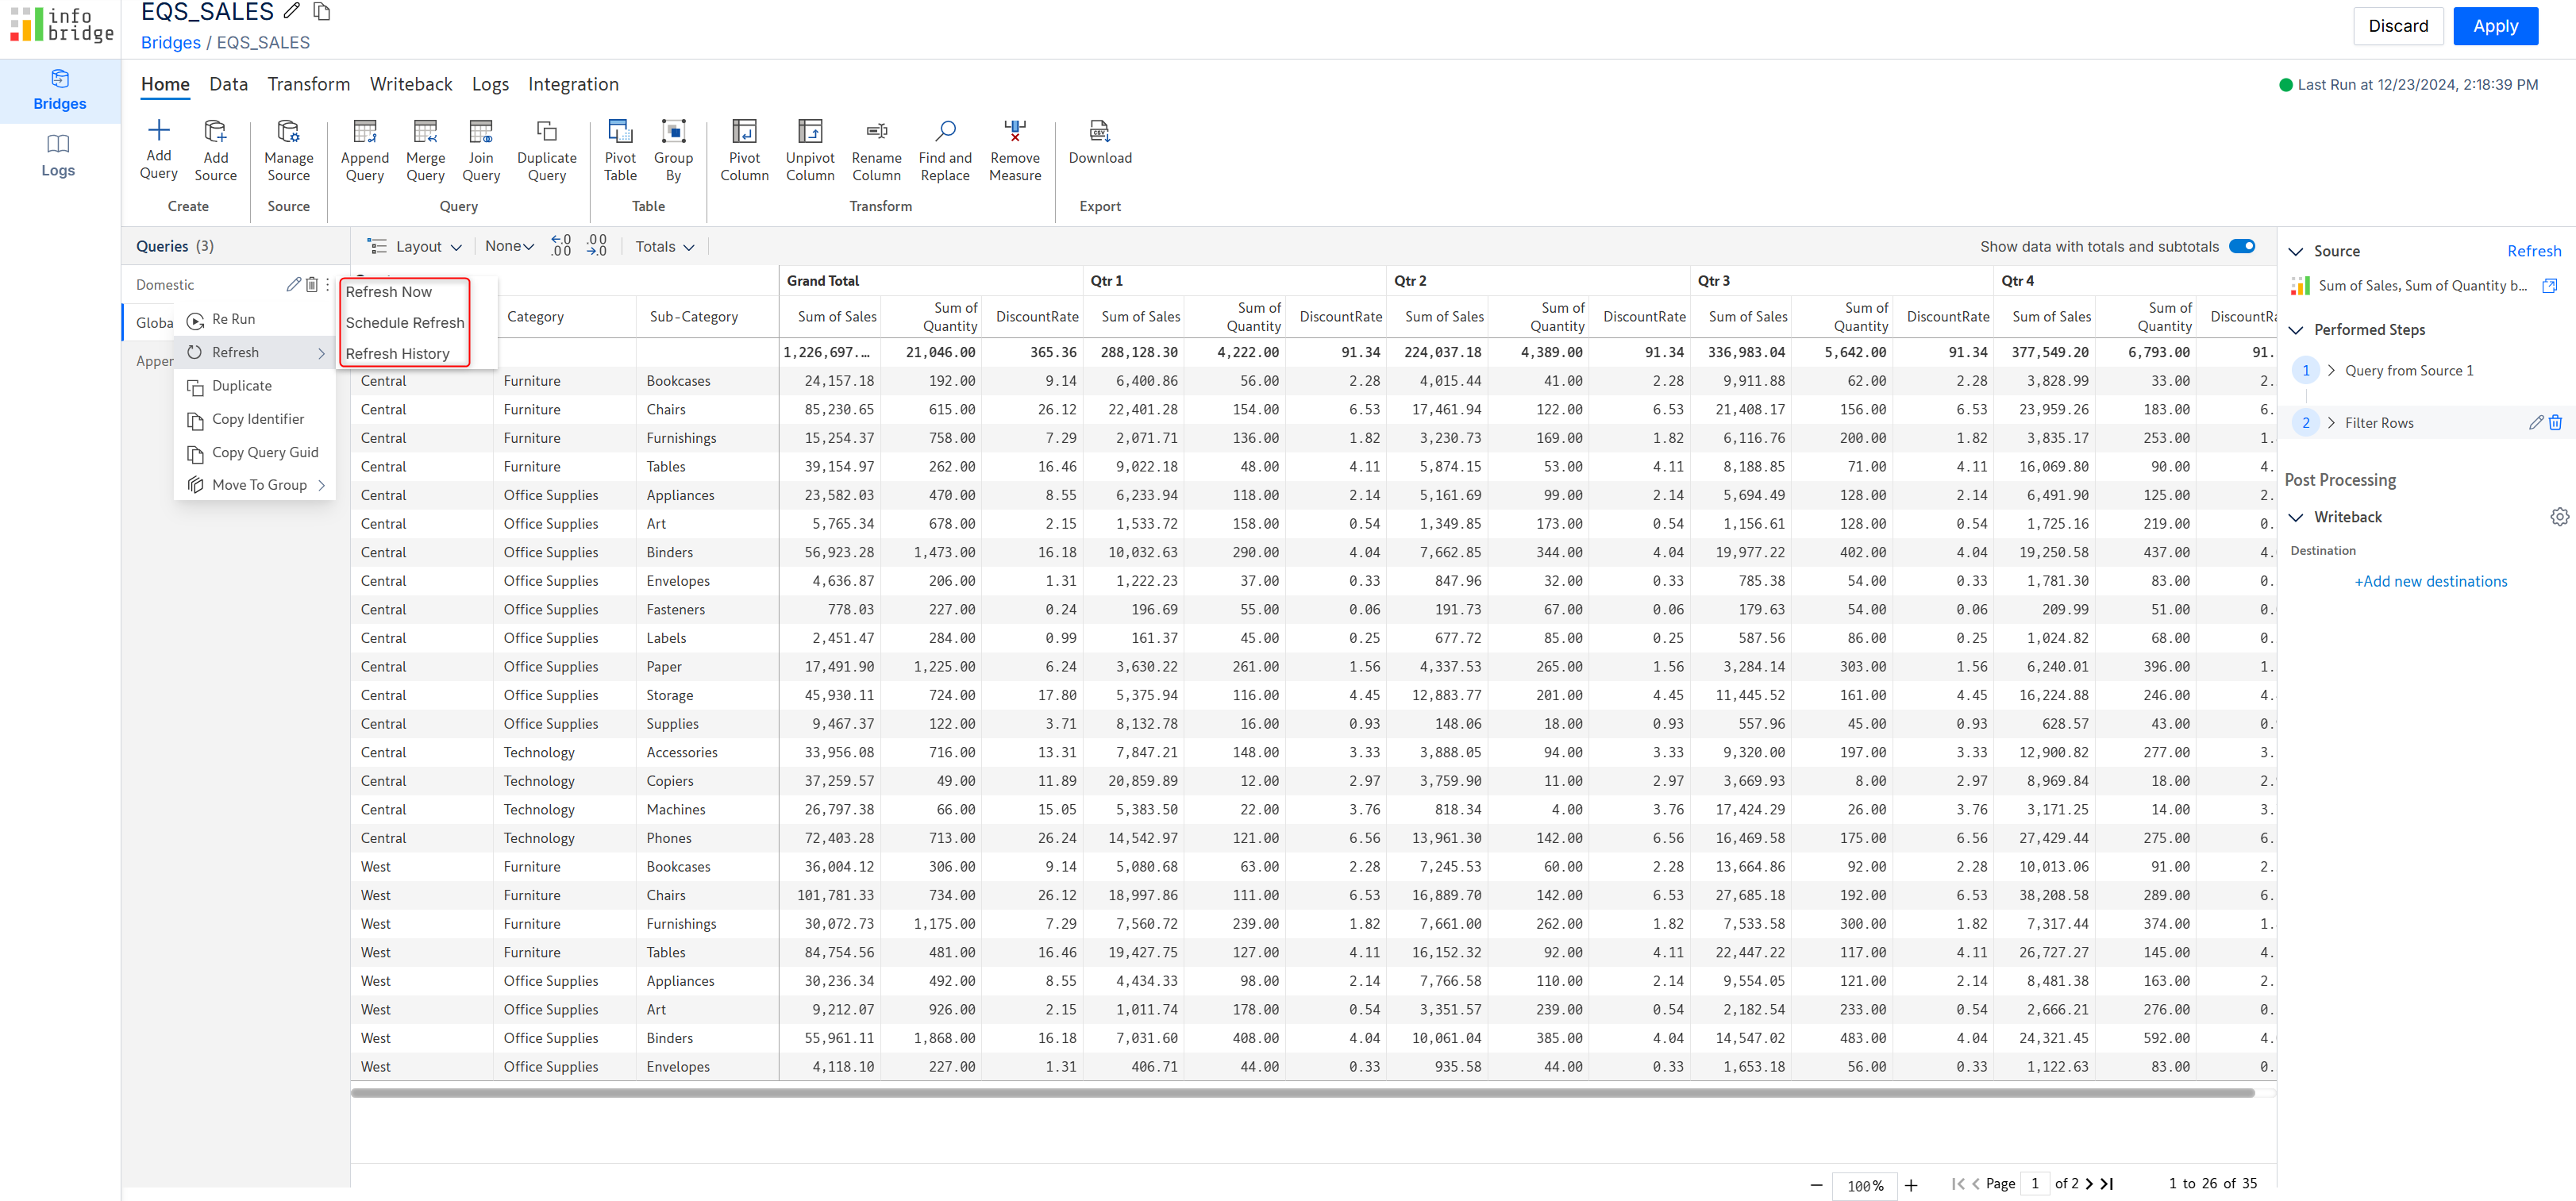 info
bridge
EQS_SALES
Bridges / EQS_SALES
Discard
Apply
Bridges
Logs
Home Data Transform Writeback Logs Integration
Last Run at 12/23/2024, 2:18:39 PM
Add Query
Add Source
Manage Source
Append Query
Merge Query
Join Query
Duplicate Query
Pivot Table
Group By
Pivot Column
Unpivot Column
Rename Column
Find and Replace
Remove Measure
CSV
Download
Create
Source
Query
Table
Transform
Export
Queries (3)
Layout
None
.0 .00
.00 .0
Totals
Show data with totals and subtotals
Domestic
Globa
Appen
Re Run
Refresh
Duplicate
Copy Identifier
Copy Query Guid
Move To Group
Refresh Now
Schedule Refresh
Refresh History
Grand Total Qtr 1 Qtr 2 Qtr 3 Qtr 4
Category Sub-Category Sum of Sales Sum of Quantity DiscountRate Sum of Sales Sum of Quantity DiscountRate Sum of Sales Sum of Quantity DiscountRate Sum of Sales Sum of Quantity DiscountRate Sum of Sales Sum of Quantity DiscountRa
1,226,697.... 21,046.00 365.36 288,128.30 4,222.00 91.34 224,037.18 4,389.00 91.34 336,983.04 5,642.00 91.34 377,549.20 6,793.00 91.
Central Furniture Bookcases 24,157.18 192.00 9.14 6,400.86 56.00 2.28 4,015.44 41.00 2.28 9,911.88 62.00 2.28 3,828.99 33.00 2.
Central Furniture Chairs 85,230.65 615.00 26.12 22,401.28 154.00 6.53 17,461.94 122.00 6.53 21,408.17 156.00 6.53 23,959.26 183.00 6.
Central Furniture Furnishings 15,254.37 758.00 7.29 2,071.71 136.00 1.82 3,230.73 169.00 1.82 6,116.76 200.00 1.82 3,835.17 253.00 1.
Central Furniture Tables 39,154.97 262.00 16.46 9,022.18 48.00 4.11 5,874.15 53.00 4.11 8,188.85 71.00 4.11 16,069.80 90.00 4.
Central Office Supplies Appliances 23,582.03 470.00 8.55 6,233.94 118.00 2.14 5,161.69 99.00 2.14 5,694.49 128.00 2.14 6,491.90 125.00 2.
Central Office Supplies Art 5,765.34 678.00 2.15 1,533.72 158.00 0.54 1,349.85 173.00 0.54 1,156.61 128.00 0.54 1,725.16 219.00 0.
Central Office Supplies Binders 56,923.28 1,473.00 16.18 10,032.63 290.00 4.04 7,662.85 344.00 4.04 19,977.22 402.00 4.04 19,250.58 437.00 4.
Central Office Supplies Envelopes 4,636.87 206.00 1.31 1,222.23 37.00 0.33 847.96 32.00 0.33 785.38 54.00 0.33 1,781.30 83.00 0.
Central Office Supplies Fasteners 778.03 227.00 0.24 196.69 55.00 0.06 191.73 67.00 0.06 179.63 54.00 0.06 209.99 51.00 0.
Central Office Supplies Labels 2,451.47 284.00 0.99 161.37 45.00 0.25 677.72 85.00 0.25 587.56 86.00 0.25 1,024.82 68.00 0.
Central Office Supplies Paper 17,491.90 1,225.00 6.24 3,630.22 261.00 1.56 4,337.53 265.00 1.56 3,284.14 303.00 1.56 6,240.01 396.00 1.
Central Office Supplies Storage 45,930.11 724.00 17.80 5,375.94 116.00 4.45 12,883.77 201.00 4.45 11,445.52 161.00 4.45 16,224.88 246.00 4.
Central Office Supplies Supplies 9,467.37 122.00 3.71 8,132.78 16.00 0.93 148.06 18.00 0.93 557.96 45.00 0.93 628.57 43.00 0.
Central Technology Accessories 33,956.08 716.00 13.31 7,847.21 148.00 3.33 3,888.05 94.00 3.33 9,320.00 197.00 3.33 12,900.82 277.00 3.
Central Technology Copiers 37,259.57 49.00 11.89 20,859.89 12.00 2.97 3,759.90 11.00 2.97 3,669.93 8.00 2.97 8,969.84 18.00 2.
Central Technology Machines 26,797.38 66.00 15.05 5,383.50 22.00 3.76 818.34 4.00 3.76 17,424.29 26.00 3.76 3,171.25 14.00 3.
Central Technology Phones 72,403.28 713.00 26.24 14,542.97 121.00 6.56 13,961.30 142.00 6.56 16,469.58 175.00 6.56 27,429.44 275.00 6.
West Furniture Bookcases 36,004.12 306.00 9.14 5,080.68 63.00 2.28 7,245.53 60.00 2.28 13,664.86 92.00 2.28 10,013.06 91.00 2.
West Furniture Chairs 101,781.33 734.00 26.12 18,997.86 111.00 6.53 16,889.70 142.00 6.53 27,685.18 192.00 6.53 38,208.58 289.00 6.
West Furniture Furnishings 30,072.73 1,175.00 7.29 7,560.72 239.00 1.82 7,661.00 262.00 1.82 7,533.58 300.00 1.82 7,317.44 374.00 1.
West Furniture Tables 84,754.56 481.00 16.46 19,427.75 127.00 4.11 16,152.32 92.00 4.11 22,447.22 117.00 4.11 26,727.27 145.00 4.
West Office Supplies Appliances 30,236.34 492.00 8.55 4,434.33 98.00 2.14 7,766.58 110.00 2.14 9,554.05 121.00 2.14 8,481.38 163.00 2.
West Office Supplies Art 9,212.07 926.00 2.15 1,011.74 178.00 0.54 3,351.57 239.00 0.54 2,182.54 233.00 0.54 2,666.21 276.00 0.
West Office Supplies Binders 55,961.11 1,868.00 16.18 7,031.60 408.00 4.04 10,061.04 385.00 4.04 14,547.02 483.00 4.04 24,321.45 592.00 4.
West Office Supplies Envelopes 4,118.10 227.00 1.31 406.71 44.00 0.33 935.58 44.00 0.33 1,653.18 56.00 0.33 1,122.63 83.00 0.
100%
Page 1 of 2
1 to 26 of 35
Source
Refresh
Sum of Sales, Sum of Quantity b...
Performed Steps
1 Query from Source 1
2 Filter Rows
Post Processing
Writeback
Destination
+Add new destinations